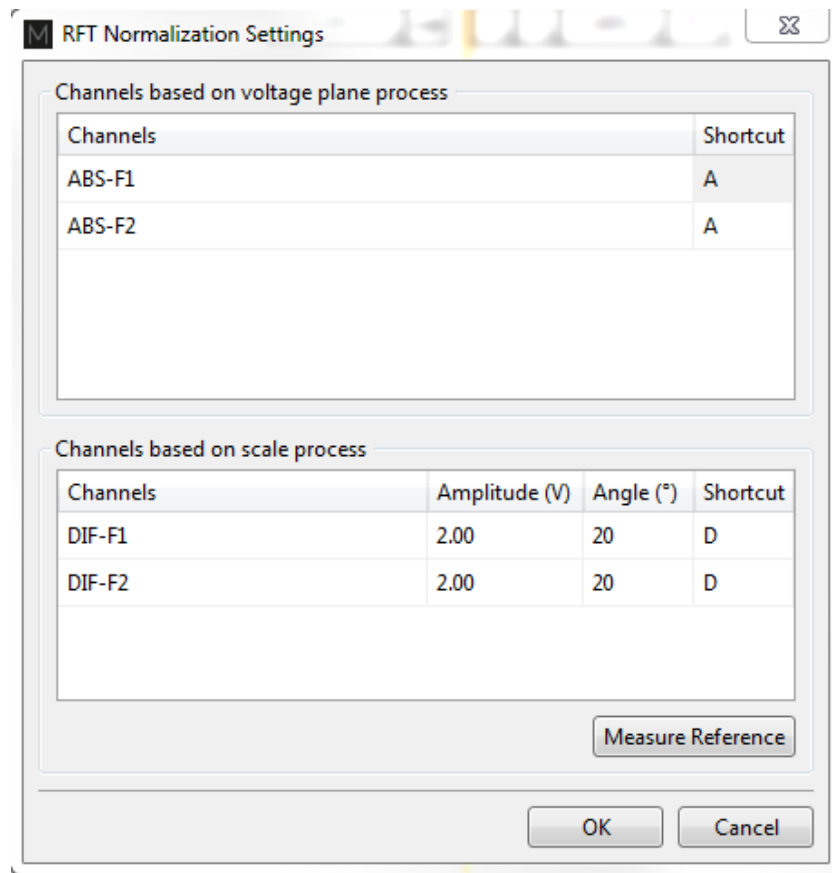 M RFT Normalization Settings
Channels based on voltage plane process
Channels Shortcut
ABS-F1 A
ABS-F2 A
Channels based on scale process
Channels Amplitude (V) Angle (°) Shortcut
DIF-F1 2.00 20 D
DIF-F2 2.00 20 D
Measure Reference
OK Cancel